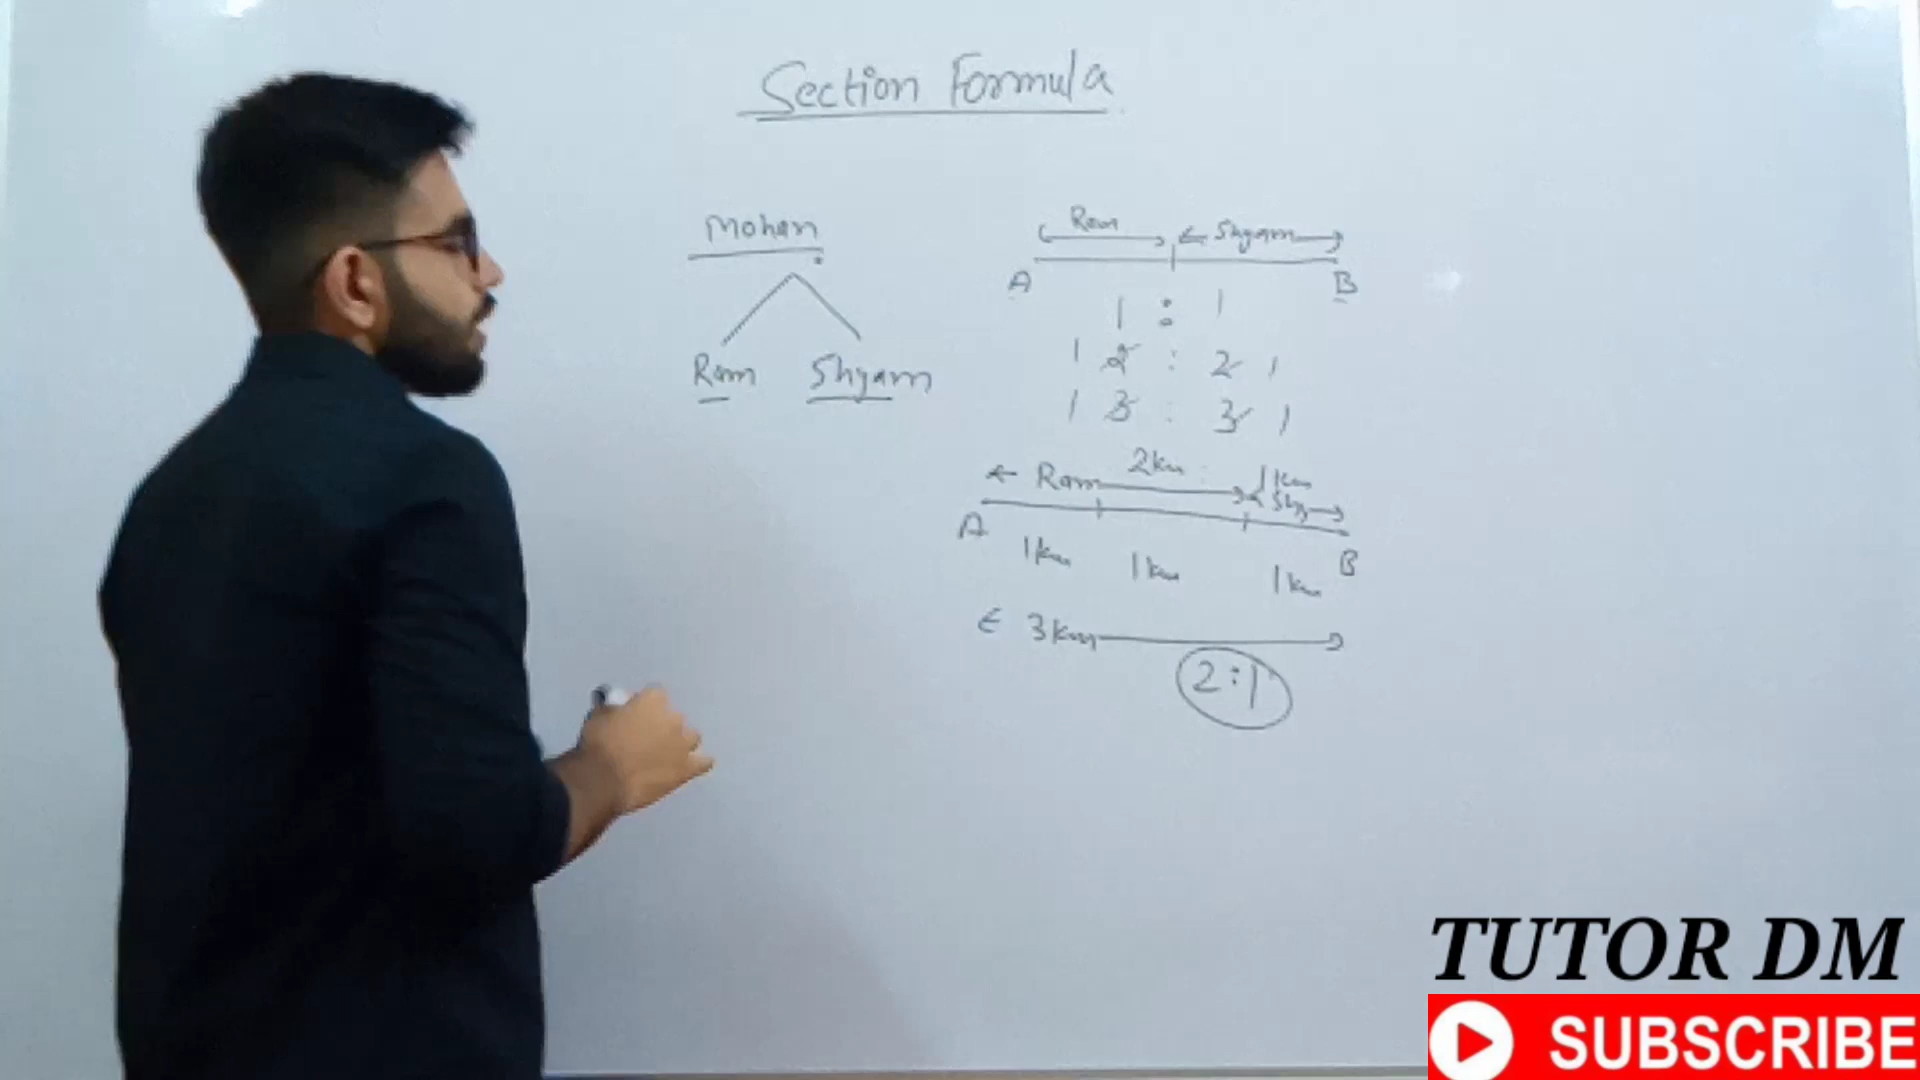 Section Formula
Mohan
Ram Shyam
Ram Shyam
A B
1 : 1
1 2 : 2 1
1 3 : 3 1
Ram 2km 1km
Shy
A B
1km 1km 1km
3km
2:1
TUTOR DM
SUBSCRIBE